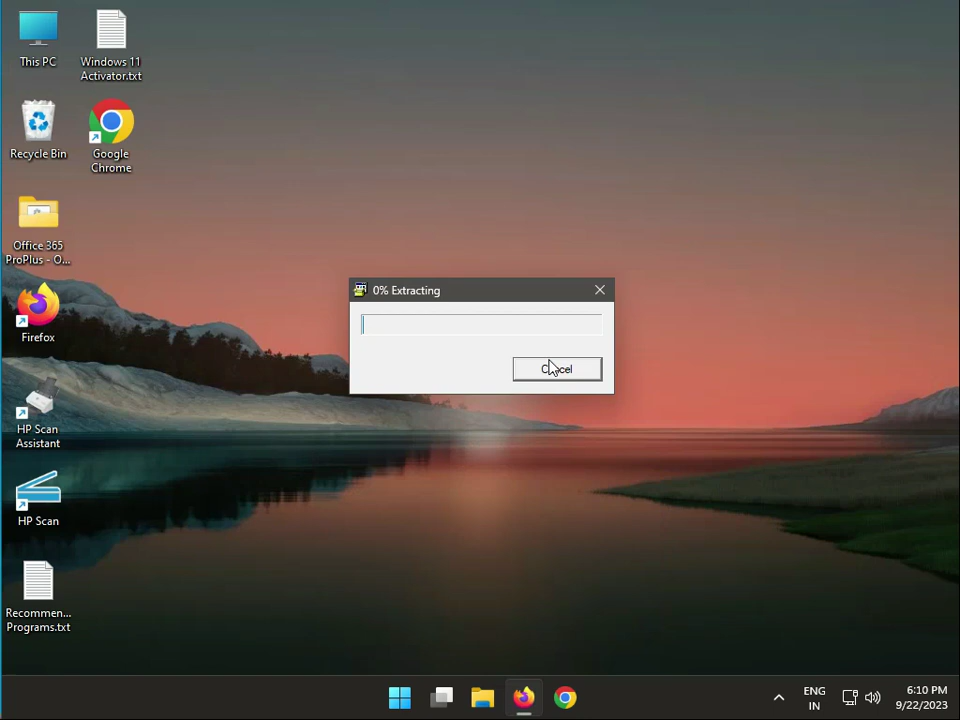 This PC
Windows 11
Activator.txt
Recycle Bin
Google
Chrome
Office 365
ProPlus - O...
Firefox
HP Scan
Assistant
HP Scan
Recommen...
Programs.txt
0% Extracting
Cancel
ENG
IN
6:10 PM
9/22/2023